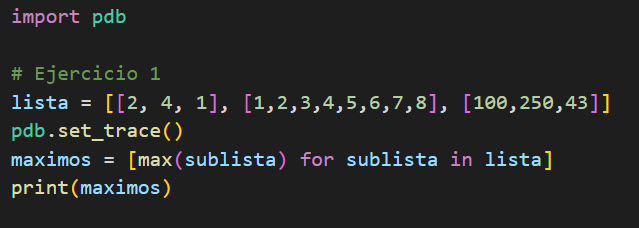 import pdb
# Ejercicio 1
lista = [[2, 4, 1], [1,2,3,4,5,6,7,8], [100,250,43]]
pdb.set_trace()
maximos = [max(sublista) for sublista in lista]
print(maximos)